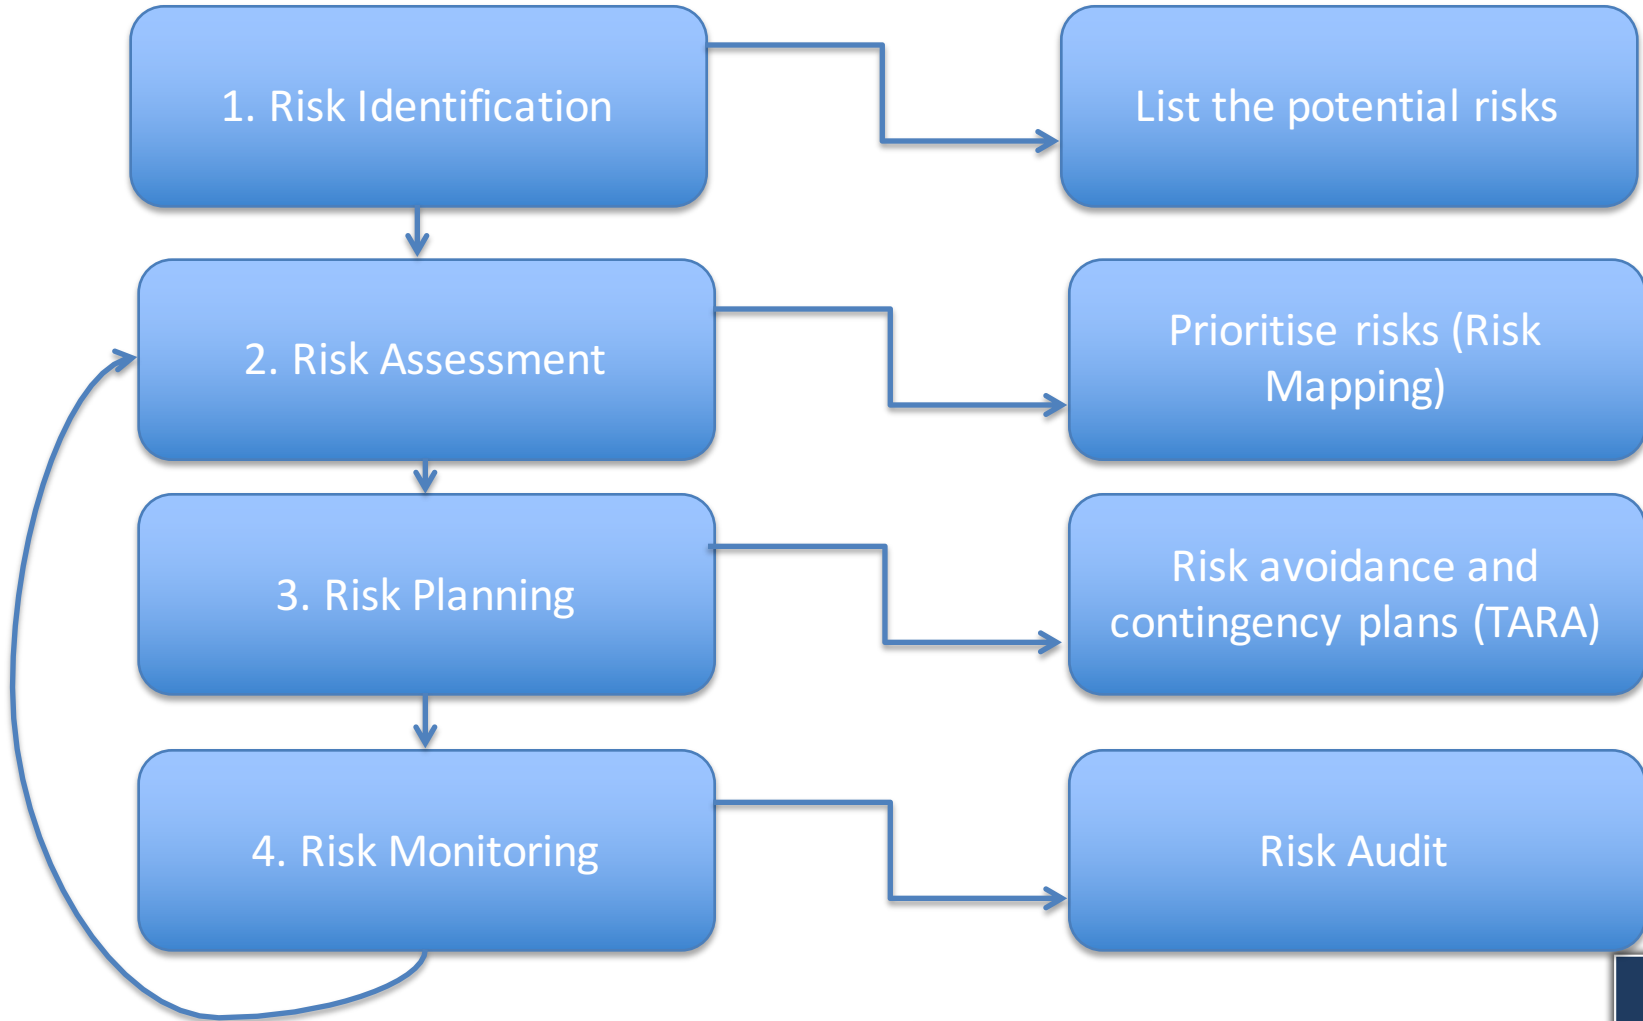 1. Risk Identification
List the potential risks
2. Risk Assessment
Prioritise risks (Risk
Mapping)
3. Risk Planning
Risk avoidance and
contingency plans (TARA)
4. Risk Monitoring
Risk Audit